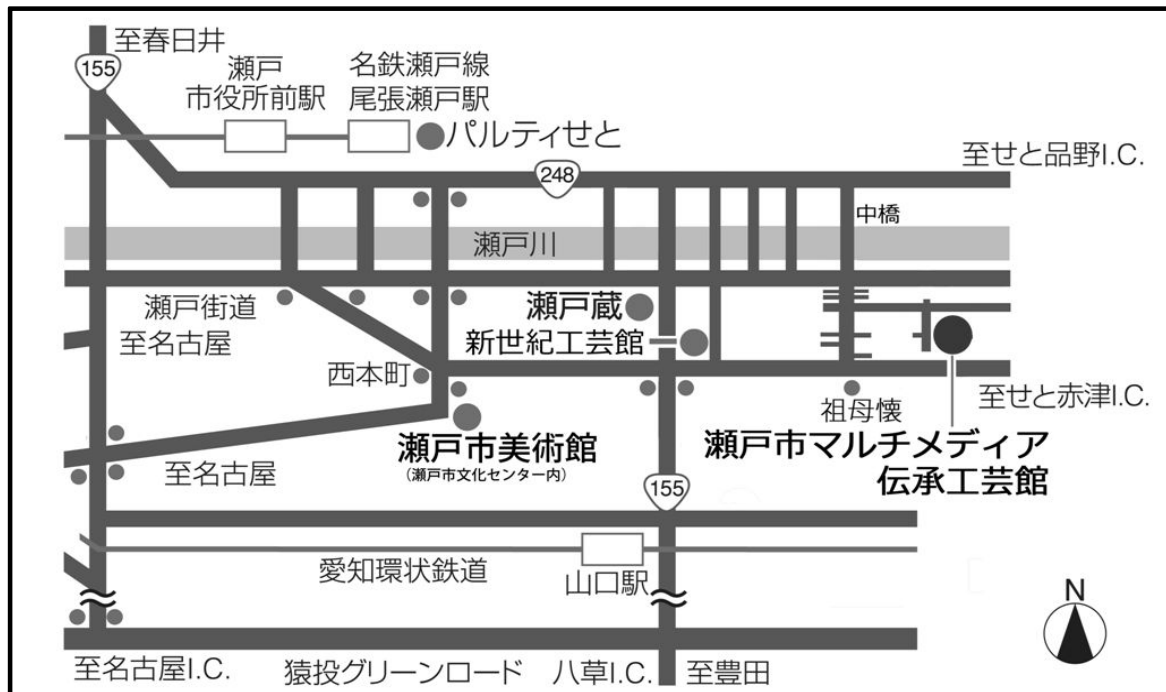 至春日井
155
瀬戸
市役所前駅
名鉄瀬戸線
尾張瀬戸駅
パルティせと
至せと品野I.C.
248
中橋
瀬戸川
瀬戸街道
至名古屋
瀬戸蔵
新世紀工芸館
西本町
祖母懐
至せと赤津I.C.
瀬戸市美術館
(瀬戸市文化センター内)
瀬戸市マルチメディア
伝承工芸館
至名古屋
155
愛知環状鉄道
山口駅
N
至名古屋I.C.
猿投グリーンロード
八草I.C.
至豊田